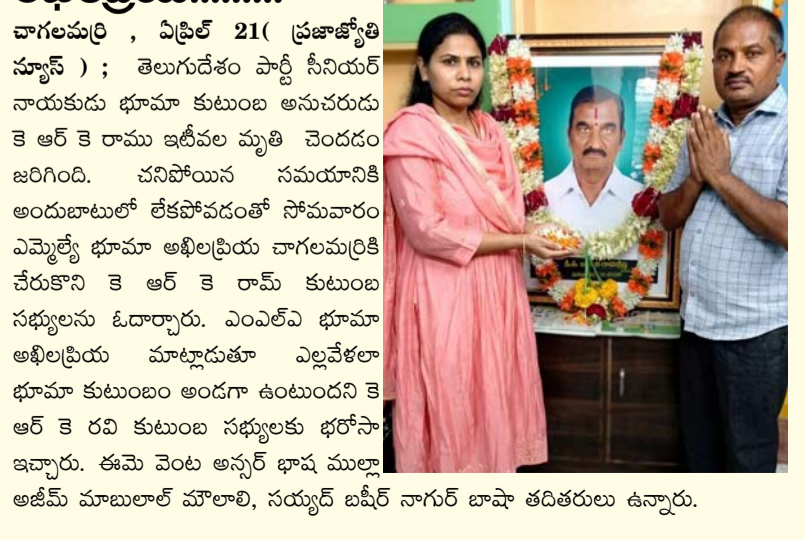 చాగలమర్రి , ఏప్రిల్ 21( ప్రజాజ్యోతి
న్యూస్ ) ; తెలుగుదేశం పార్టీ సీనియర్
నాయకుడు భూమా కుటుంబ అనుచరుడు
కె ఆర్ కె రాము ఇటీవల మృతి చెందడం
జరిగింది. చనిపోయిన సమయానికి
అందుబాటులో లేకపోవడంతో సోమవారం
ఎమ్మెల్యే భూమా అఖిలప్రియ చాగలమర్రికి
చేరుకొని కె ఆర్ కె రామ్ కుటుంబ
సభ్యులను ఓదార్చారు. ఎంఎల్ఎ భూమా
అఖిలప్రియ మాట్లాడుతూ ఎల్లవేళలా
భూమా కుటుంబం అండగా ఉంటుందని కె
ఆర్ కె రవి కుటుంబ సభ్యులకు భరోసా
ఇచ్చారు. ఈమె వెంట అన్సర్ భాష ముల్లా
అజీమ్ మాబులాల్ మౌలాలి, సయ్యద్ బషీర్ నాగుర్ బాషా తదితరులు ఉన్నారు.